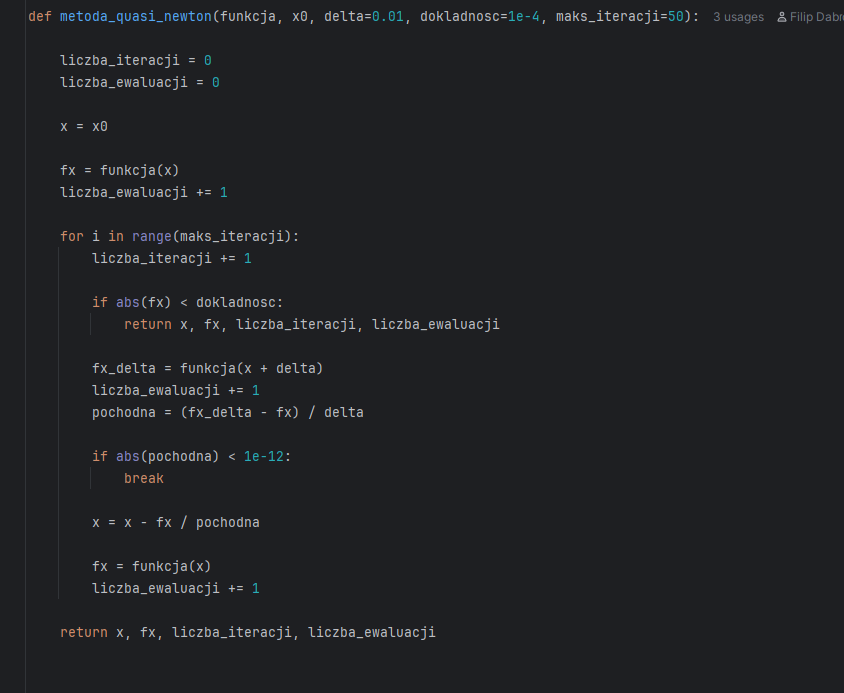 def metoda_quasi_newton(funkcja, x0, delta=0.01, dokladnosc=1e-4, maks_iteracji=50): 3 usages Filip
liczba_iteracji = 0
liczba_ewaluacji = 0
x = x0
fx = funkcja(x)
liczba_ewaluacji += 1
for i in range(maks_iteracji):
liczba_iteracji += 1
if abs(fx) < dokladnosc:
return x, fx, liczba_iteracji, liczba_ewaluacji
fx_delta = funkcja(x + delta)
liczba_ewaluacji += 1
pochodna = (fx_delta - fx) / delta
if abs(pochodna) < 1e-12:
break
x = x - fx / pochodna
fx = funkcja(x)
liczba_ewaluacji += 1
return x, fx, liczba_iteracji, liczba_ewaluacji